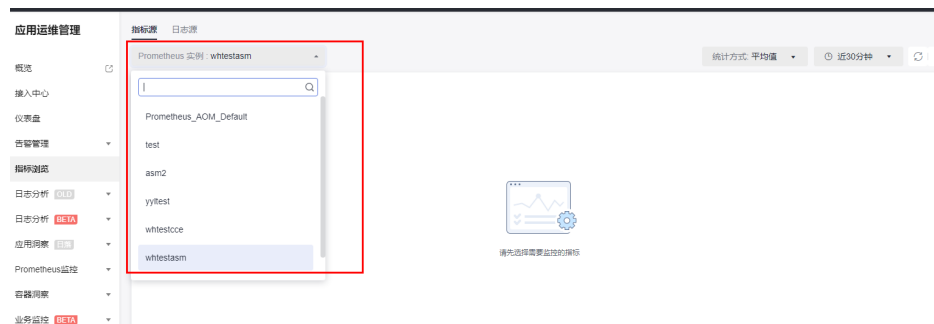 应用运维管理
指标源 日志源
Prometheus 实例 : whtestasm
统计方式: 平均值
近30分钟
概览
接入中心
仪表盘
告警管理
指标浏览
日志分析 OLD
日志分析 BETA
应用洞察 日落
Prometheus监控
容器洞察
业务监控 BETA
Prometheus_AOM_Default
test
asm2
yyltest
whtestcce
whtestasm
请先选择需要监控的指标